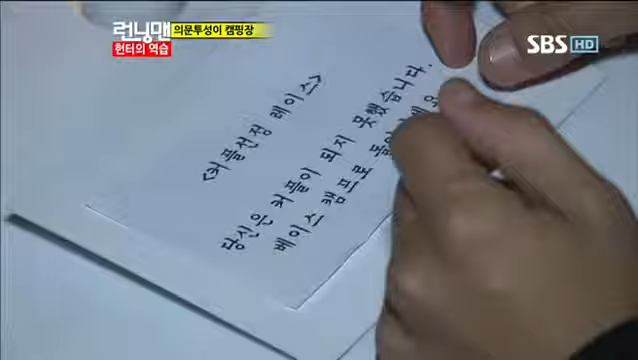 런닝맨
헌터의 역습
의문투성이 캠핑장
SBS HD
<커플선정 레이스>
당신은 커플이 되지 못했습니다.
베이스 캠프로